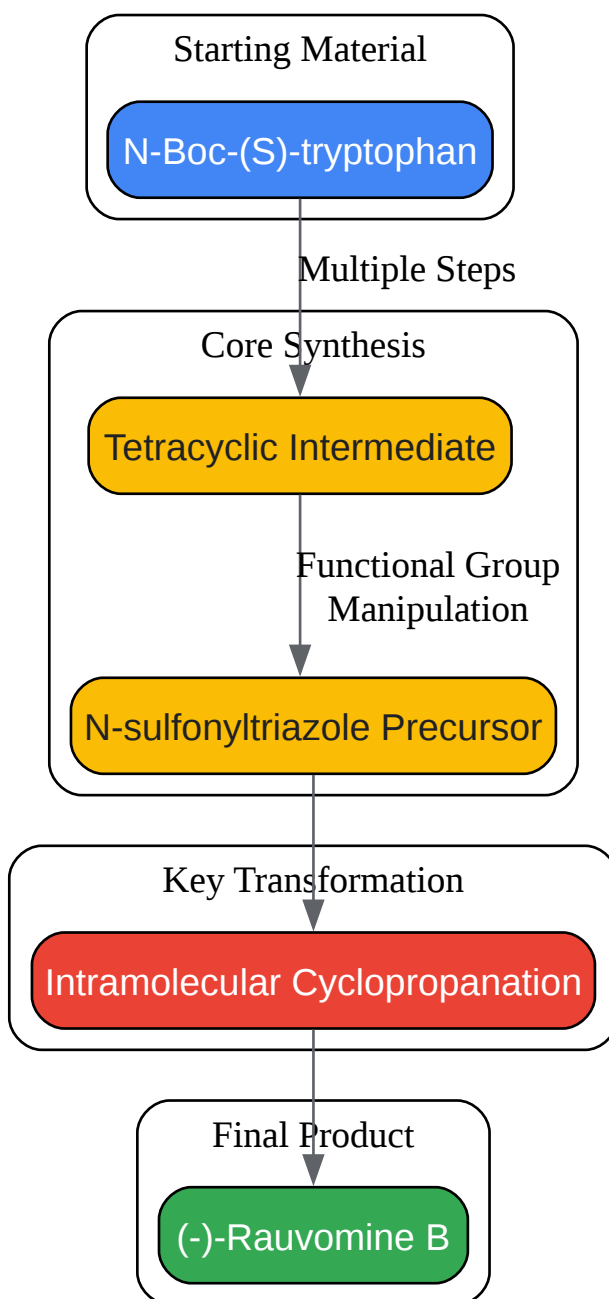 Starting Material
N-Boc-(S)-tryptophan
Multiple Steps
Core Synthesis
Tetracyclic Intermediate
Functional Group
Manipulation
N-sulfonyltriazole Precursor
Key Transformation
Intramolecular Cyclopropanation
Final Product
(-)-Rauvomine B